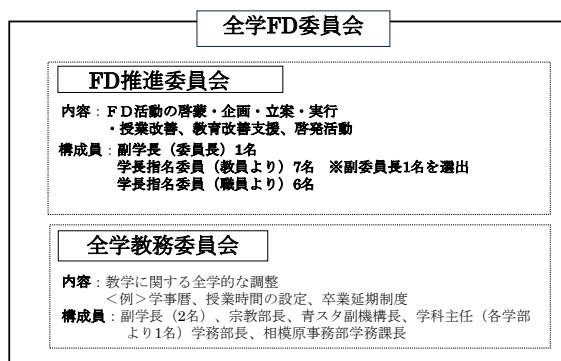 全学FD委員会
FD推進委員会
内容：ＦＤ活動の啓蒙・企画・立案・実行
・授業改善、教育改善支援、啓発活動
構成員：副学長（委員長）1名
学長指名委員（教員より）7名　※副委員長1名を選出
学長指名委員（職員より）6名
全学教務委員会
内容：教学に関する全学的な調整
＜例＞学事暦、授業時間の設定、卒業延期制度
構成員：副学長（2名）、宗教部長、青スタ副機構長、学科主任（各学部
より1名）学務部長、相模原事務部学務課長